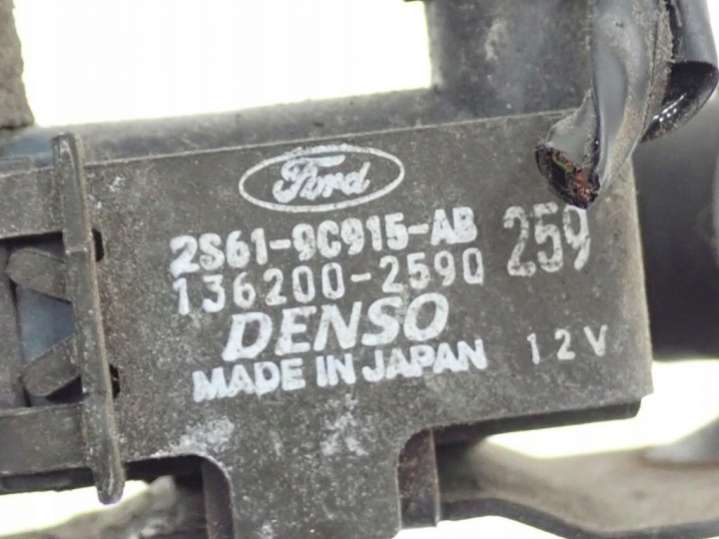 Ford
2S61-9C915-AB
259
136200-2590
DENSO
MADE IN JAPAN
12V